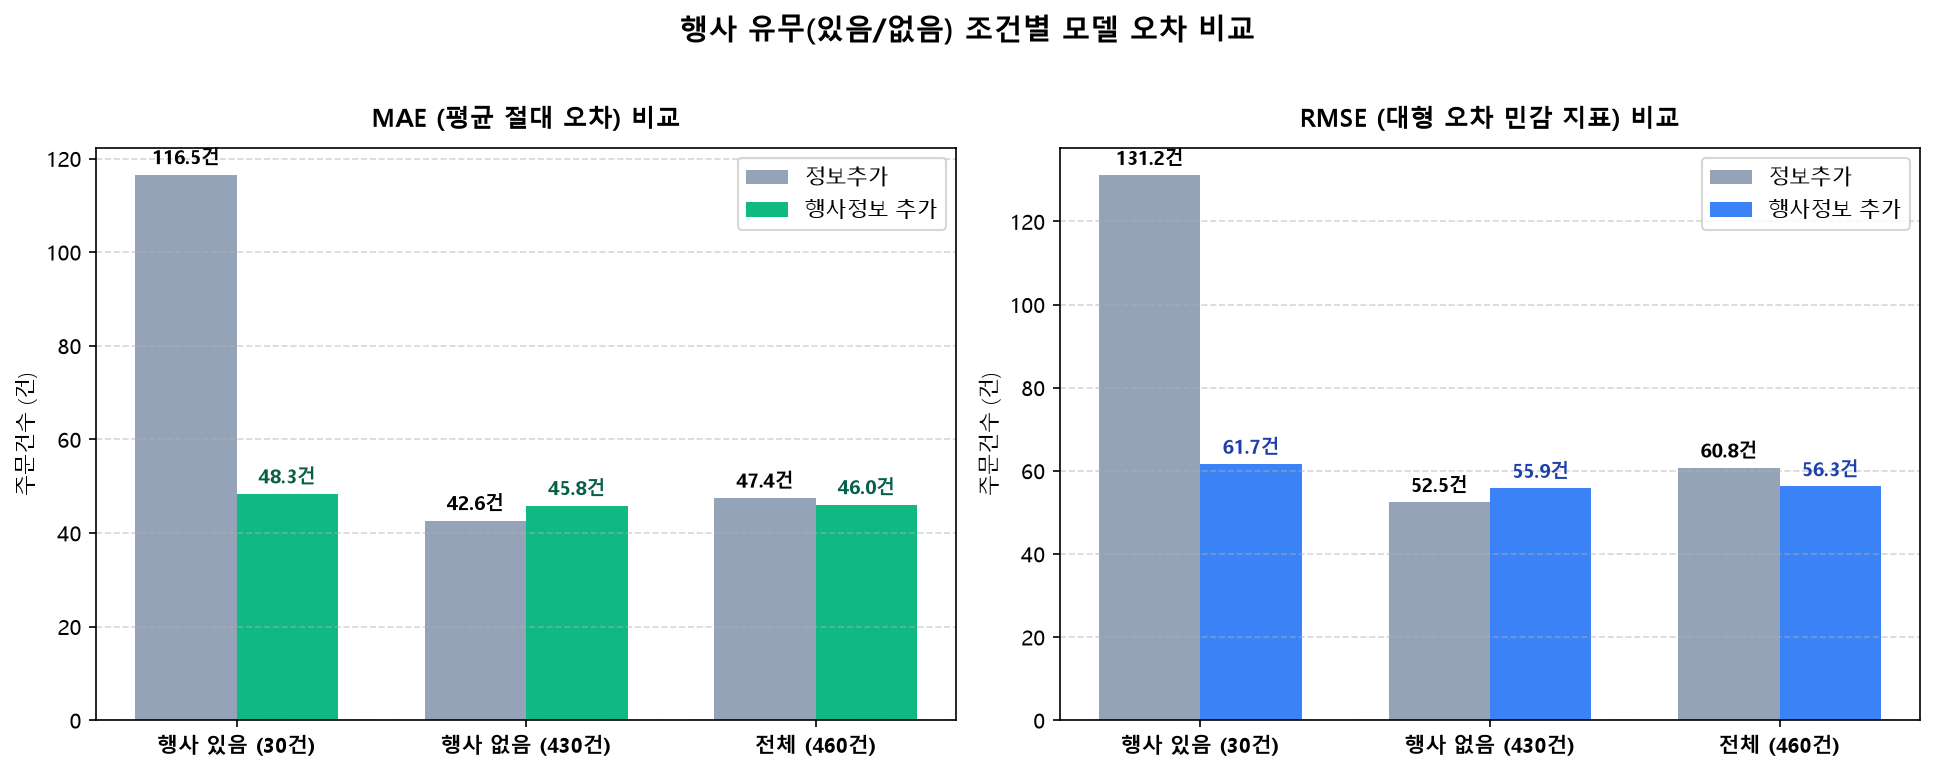 행사 유무(있음/없음) 조건별 모델 오차 비교
MAE (평균 절대 오차) 비교
주문건수 (건)
120
100
80
60
40
20
0
116.5건
48.3건
42.6건
45.8건
47.4건
46.0건
정보추가
행사정보 추가
행사 있음 (30건)
행사 없음 (430건)
전체 (460건)
RMSE (대형 오차 민감 지표) 비교
주문건수 (건)
120
100
80
60
40
20
0
131.2건
61.7건
52.5건
55.9건
60.8건
56.3건
정보추가
행사정보 추가
행사 있음 (30건)
행사 없음 (430건)
전체 (460건)